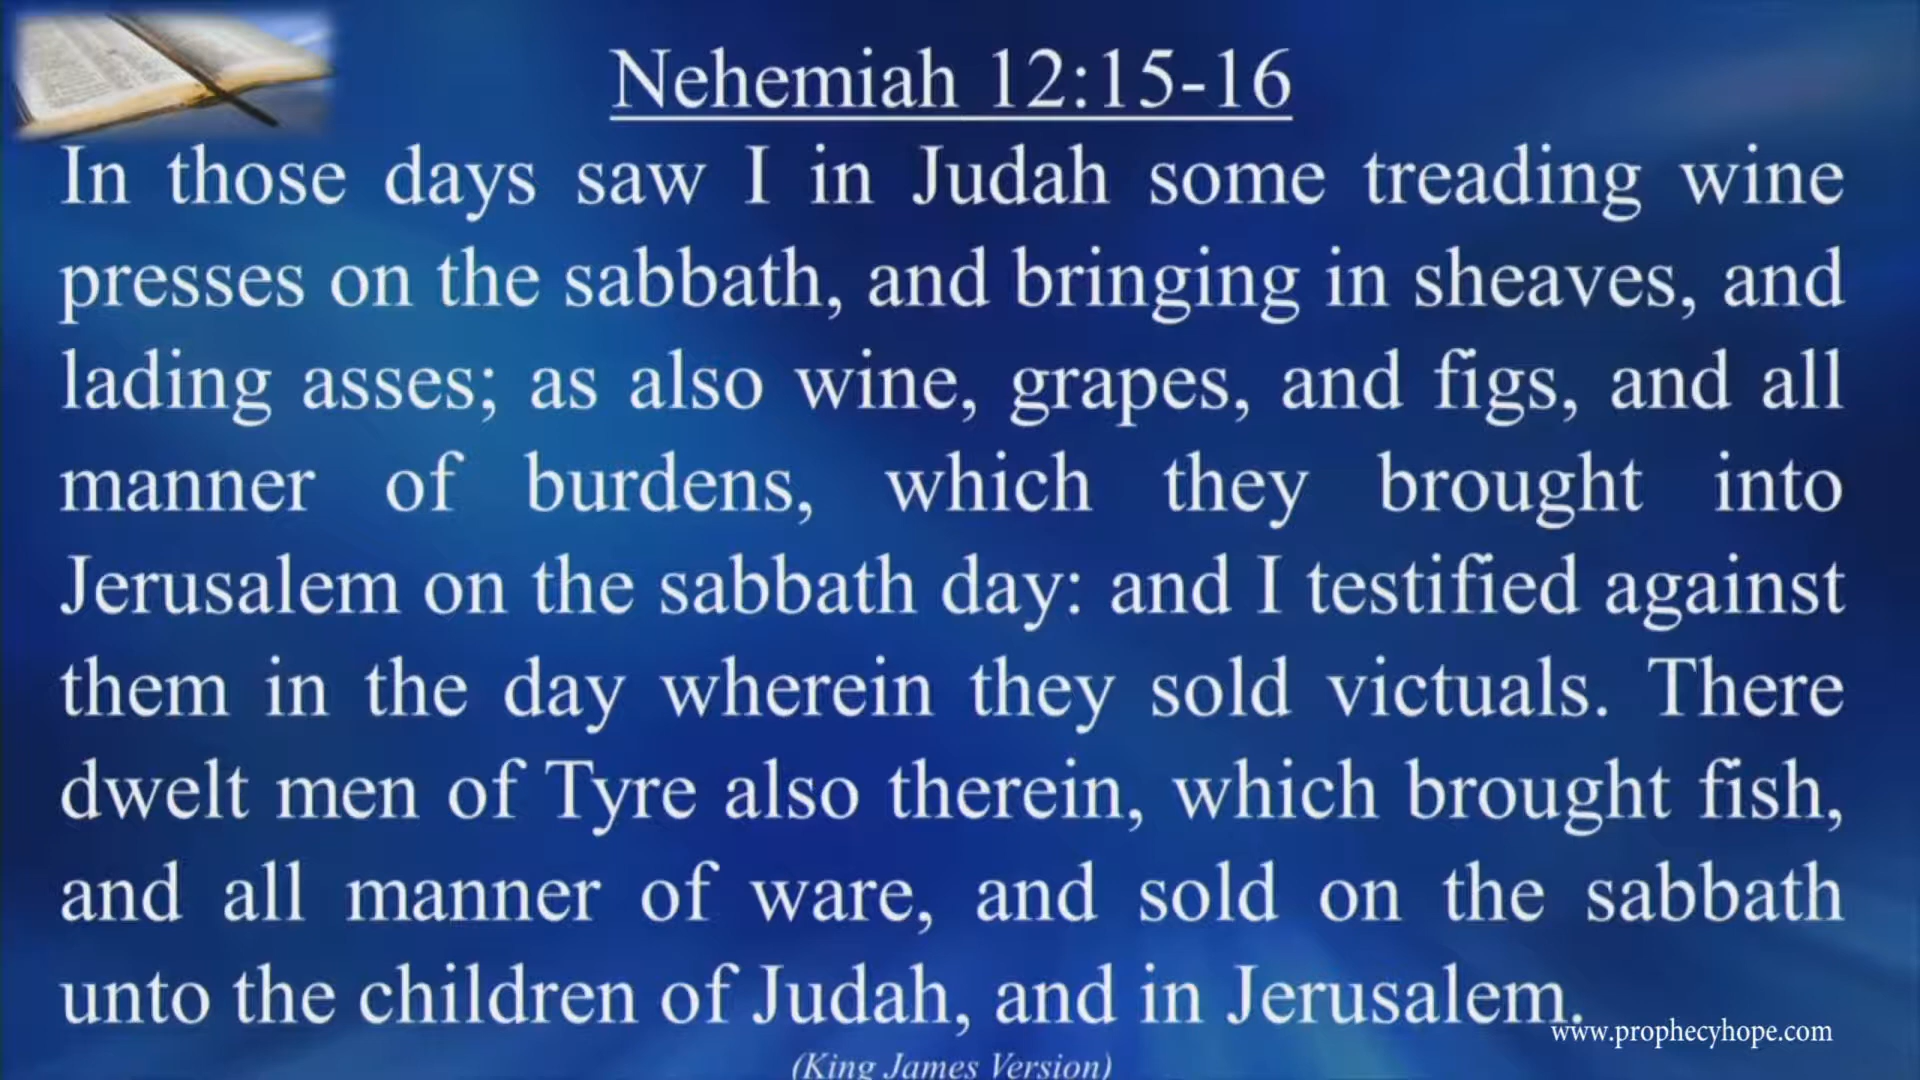 Nehemiah 12:15-16
In those days saw I in Judah some treading wine
presses on the sabbath, and bringing in sheaves, and
lading asses; as also wine, grapes, and figs, and all
manner of burdens, which they brought into
Jerusalem on the sabbath day: and I testified against
them in the day wherein they sold victuals. There
dwelt men of Tyre also therein, which brought fish,
and all manner of ware, and sold on the sabbath
unto the children of Judah, and in Jerusalem.
www.prophecyhope.com
(King James Version)